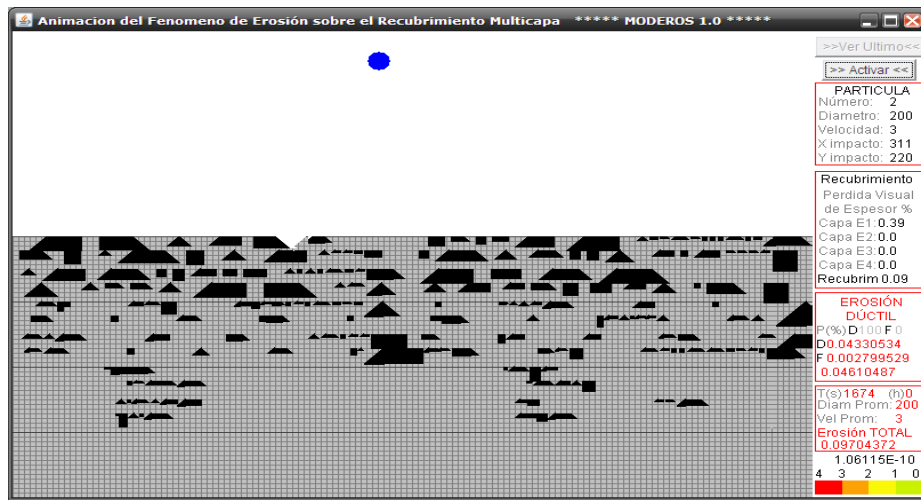 Animacion del Fenomeno de Erosión sobre el Recubrimiento Multicapa ***** MODEROS 1.0 *****
>>Ver Ultimo<<
>> Activar <<
PARTICULA
Número: 2
Diametro: 200
Velocidad: 3
X impacto: 311
Y impacto: 220
Recubrimiento
Perdida Visual
de Espesor %
Capa E1:0.39
Capa E2:0.0
Capa E3:0.0
Capa E4:0.0
Recubrim 0.09
EROSIÓN
DÚCTIL
P(%) D100 F 0
D0.04330534
F 0.002799529
0.04610487
T(s)1674 (h)0
Diam Prom: 200
Vel Prom: 3
Erosión TOTAL
0.09704372
1.06115E-10
4 3 2 1 0